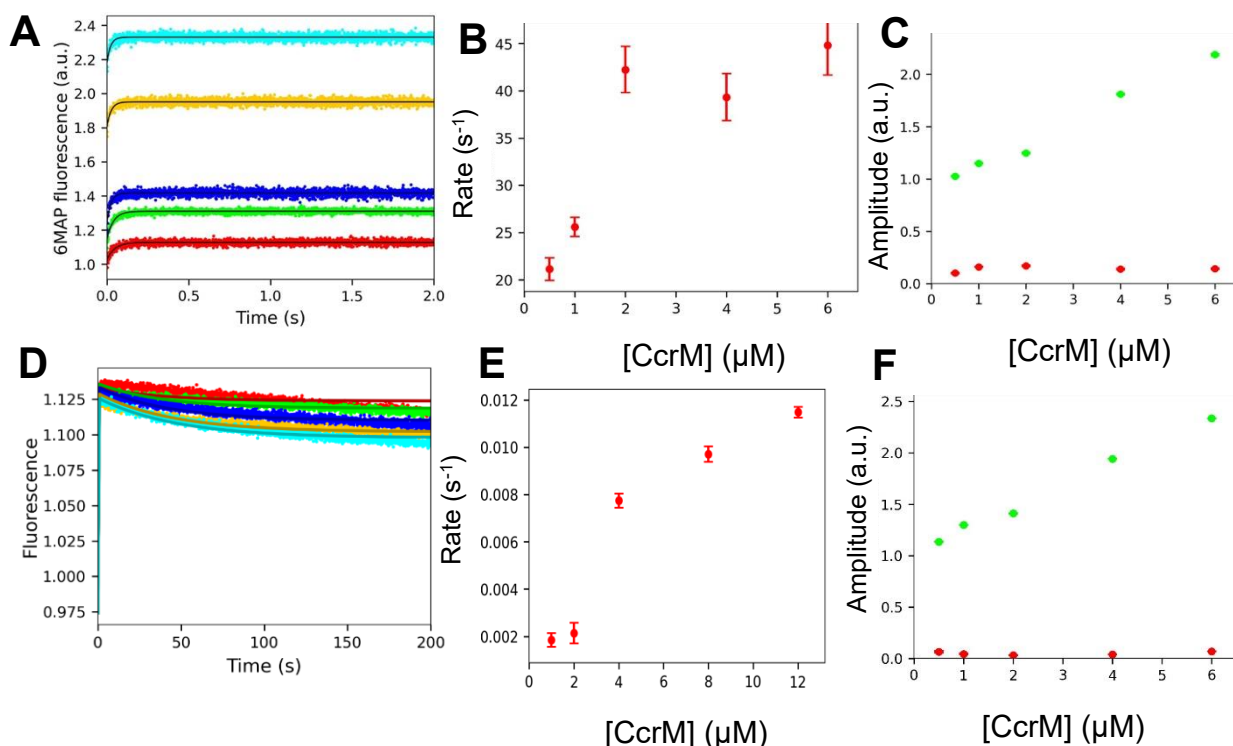 A
6MAP fluorescence (a.u.)
2.4
2.2
2.0
1.8
1.6
1.4
1.2
1.0
0.0 0.5 1.0 1.5 2.0
Time (s)
B
Rate (s⁻¹)
45
40
35
30
25
20
0 1 2 3 4 5 6
[CcrM] (µM)
C
Amplitude (a.u.)
2.0
1.5
1.0
0.5
0.0
0 1 2 3 4 5 6
[CcrM] (µM)
D
Fluorescence
1.125
1.100
1.075
1.050
1.025
1.000
0.975
0 50 100 150 200
Time (s)
E
Rate (s⁻¹)
0.012
0.010
0.008
0.006
0.004
0.002
0 2 4 6 8 10 12
[CcrM] (µM)
F
Amplitude (a.u.)
2.5
2.0
1.5
1.0
0.5
0.0
0 1 2 3 4 5 6
[CcrM] (µM)